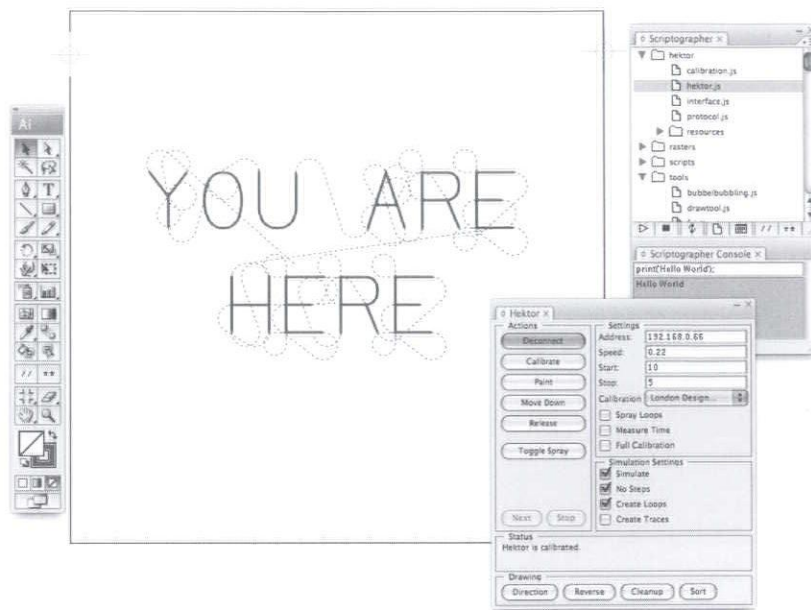 YOU ARE
HERE
Ai
Scriptographer
hektor
calibration.js
hektor.js
interface.js
protocol.js
resources
rasters
scripts
tools
bubbelbubbling.js
drawtool.js
Scriptographer Console
print('Hello World');
Hello World
Hektor
Actions
Disconnect
Calibrate
Paint
Move Down
Release
Toggle Spray
Next
Stop
Settings
Address: 192.168.0.66
Speed: 0.22
Start: 10
Stop: 5
Calibration London Design...
Spray Loops
Measure Time
Full Calibration
Simulation Settings
Simulate
No Steps
Create Loops
Create Traces
Status
Hektor is calibrated.
Drawing
Direction
Reverse
Cleanup
Sort